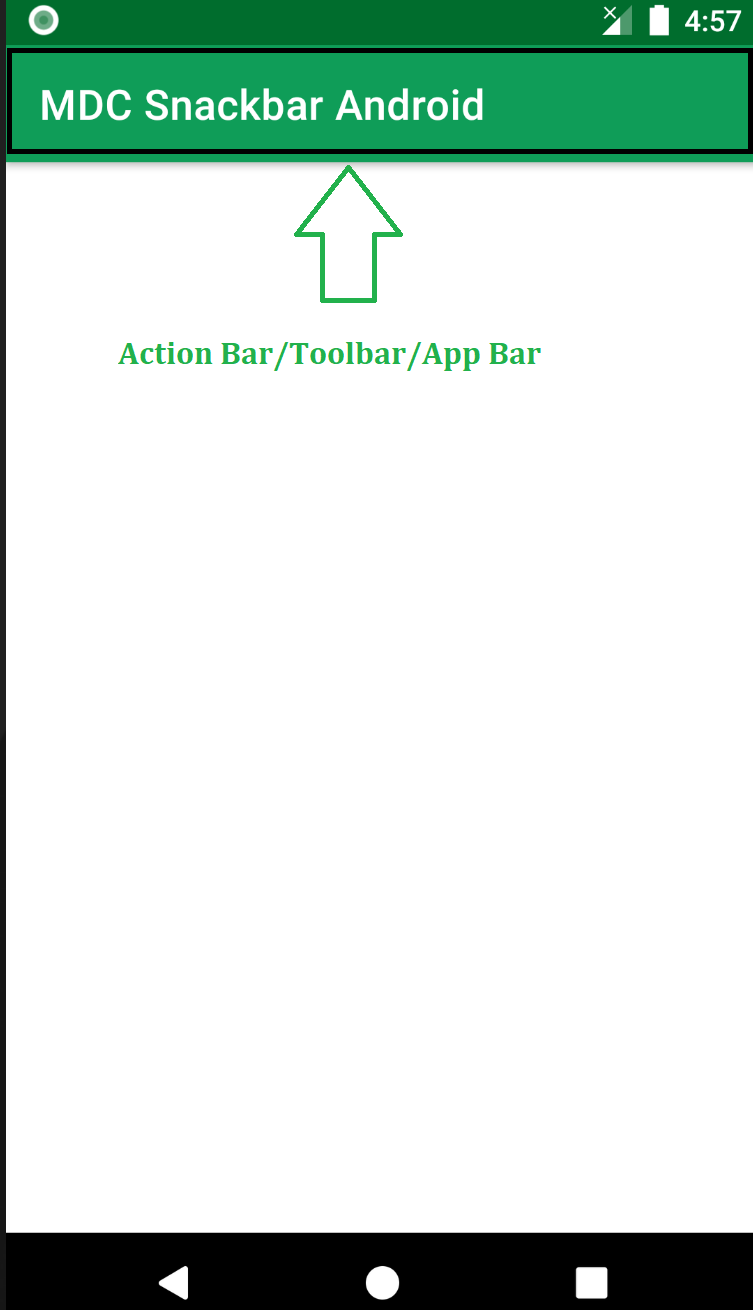 4:57
MDC Snackbar Android
Action Bar/Toolbar/App Bar